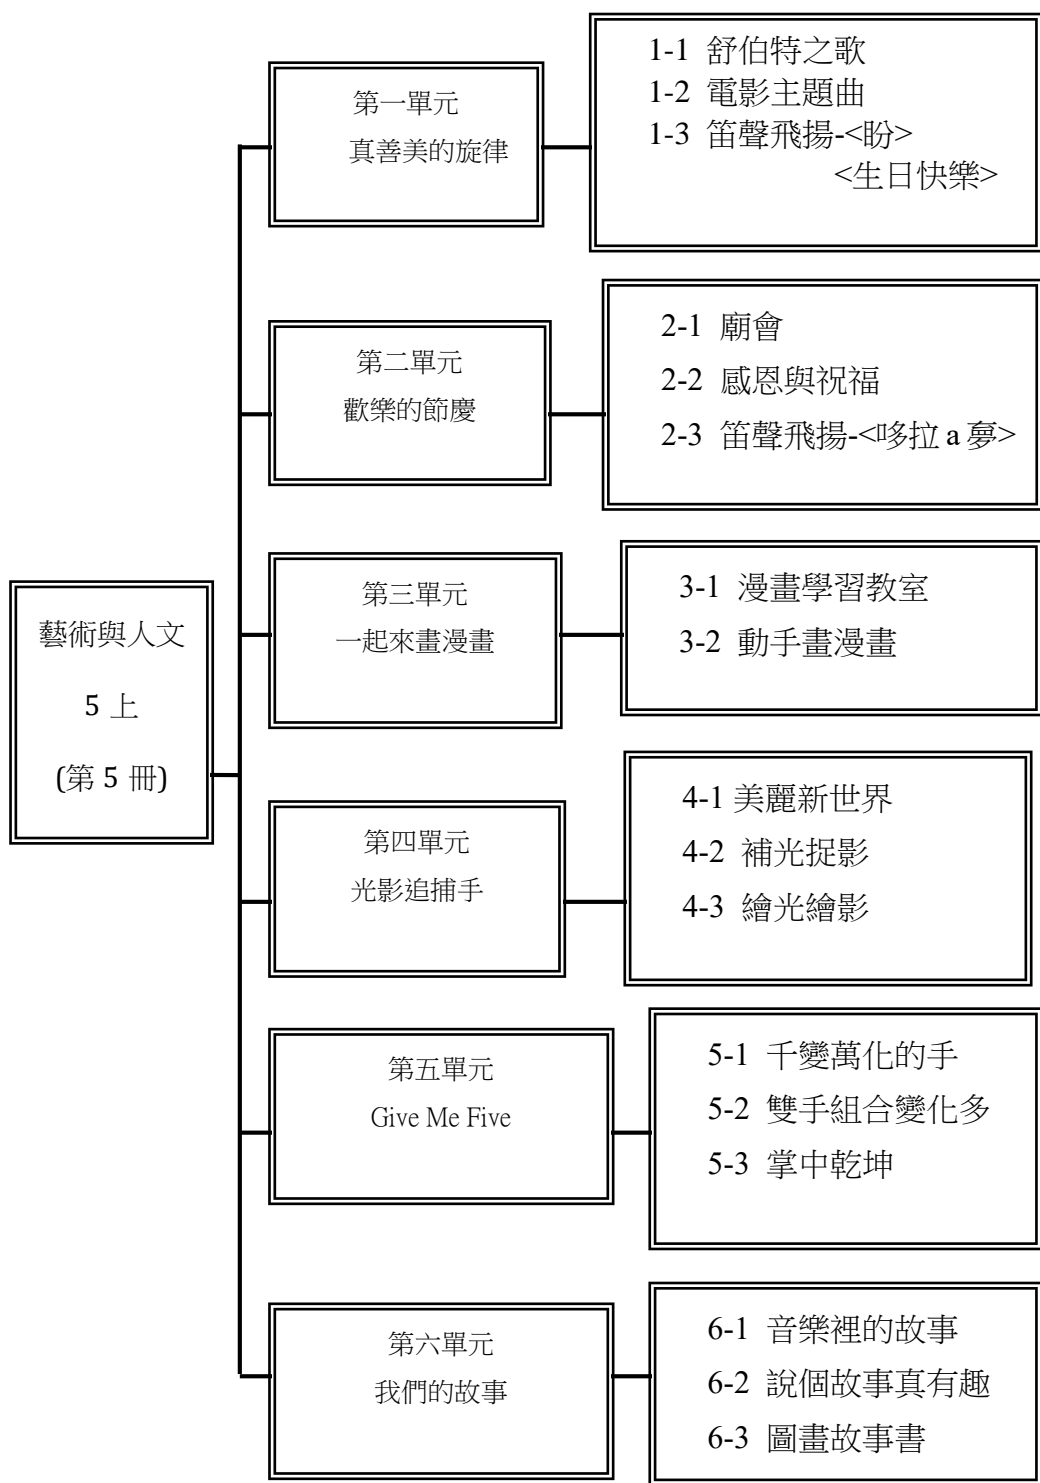 藝術與人文
5 上
(第 5 冊)
第一單元
真善美的旋律
1-1 舒伯特之歌
1-2 電影主題曲
1-3 笛聲飛揚-<盼>
<生日快樂>
第二單元
歡樂的節慶
2-1 廟會
2-2 感恩與祝福
2-3 笛聲飛揚-<哆拉 a 夢>
第三單元
一起來畫漫畫
3-1 漫畫學習教室
3-2 動手畫漫畫
第四單元
光影追捕手
4-1 美麗新世界
4-2 補光捉影
4-3 繪光繪影
第五單元
Give Me Five
5-1 千變萬化的手
5-2 雙手組合變化多
5-3 掌中乾坤
第六單元
我們的故事
6-1 音樂裡的故事
6-2 說個故事真有趣
6-3 圖畫故事書